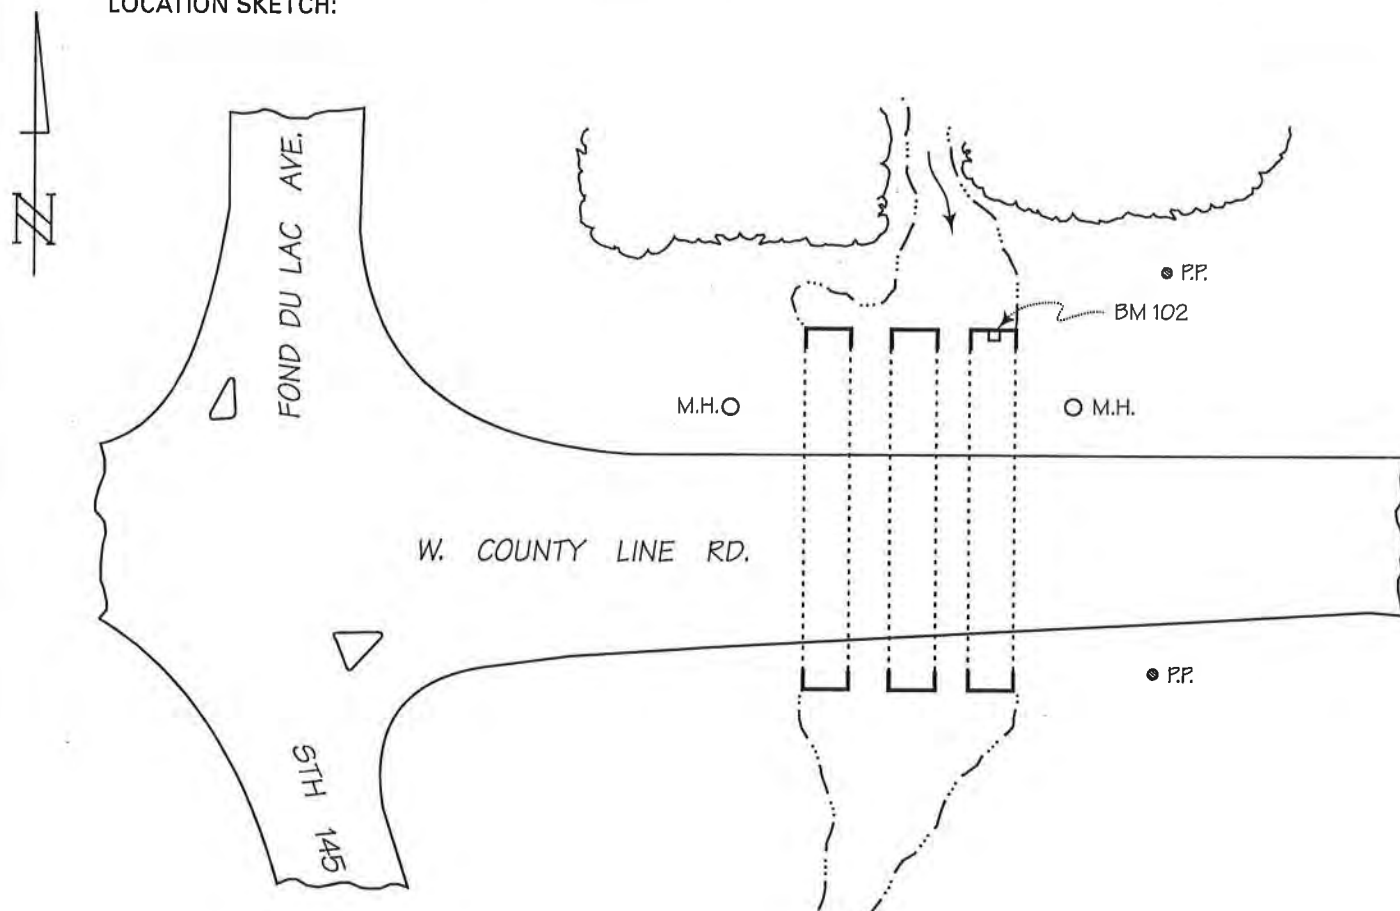 LOCATION SKETCH:
N
FOND DU LAC AVE.
P.P.
BM 102
M.H.
M.H.
W. COUNTY LINE RD.
P.P.
STH 145